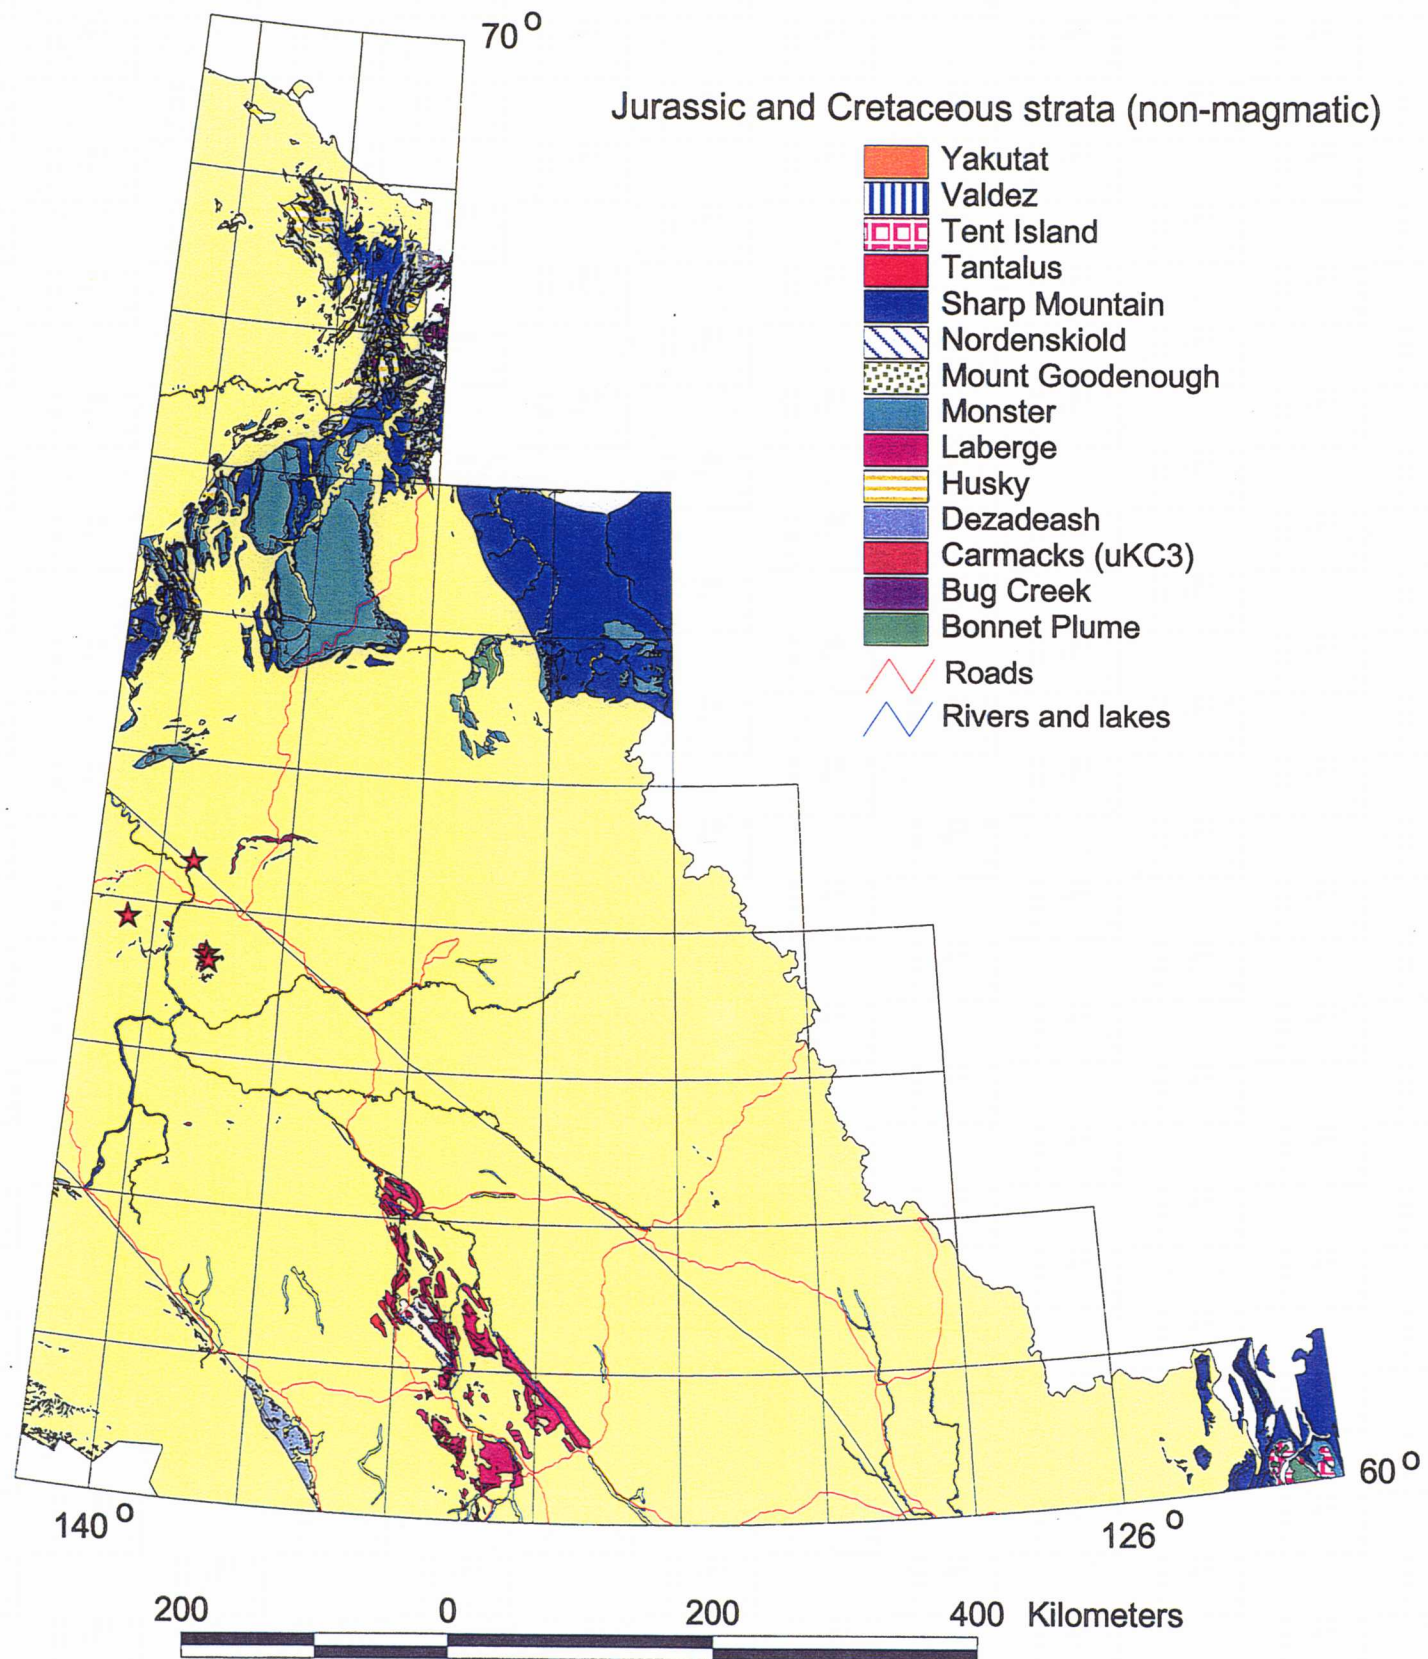 70°
Jurassic and Cretaceous strata (non-magmatic)
Yakutat
Valdez
Tent Island
Tantalus
Sharp Mountain
Nordenskiold
Mount Goodenough
Monster
Laberge
Husky
Dezadeash
Carmacks (uKC3)
Bug Creek
Bonnet Plume
Roads
Rivers and lakes
60°
140°
126°
200 0 200 400 Kilometers